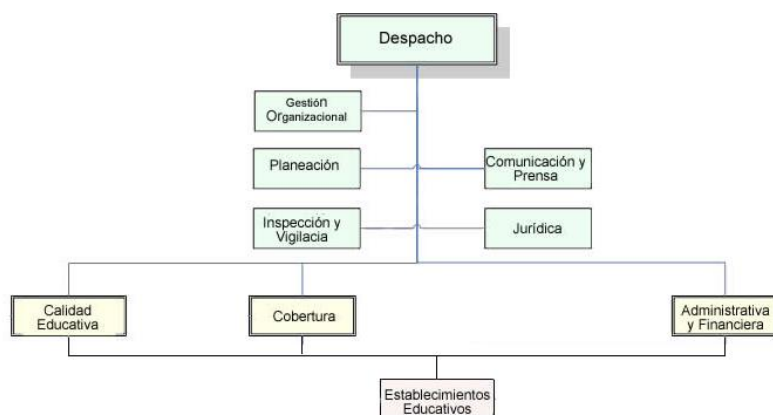 Despacho
Gestión
Organizacional
Planeación
Comunicación y
Prensa
Inspección y
Vigilacia
Jurídica
Calidad
Educativa
Cobertura
Administrativa
y Financiera
Establecimientos
Educativos